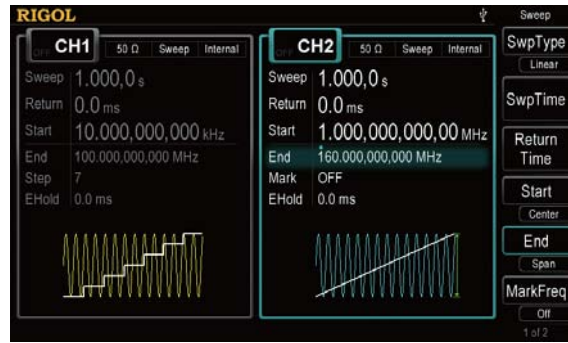 RIGOL
Sweep
OFF CH1 50 Ω Sweep Internal
Sweep 1.000,0 s
Return 0.0 ms
Start 10.000,000,000 kHz
End 100.000,000,000 MHz
Step 7
EHold 0.0 ms
OFF CH2 50 Ω Sweep Internal
Sweep 1.000,0 s
Return 0.0 ms
Start 1.000,000,000,00 MHz
End 160.000,000,000 MHz
Mark OFF
EHold 0.0 ms
SwpType
Linear
SwpTime
Return
Time
Start
Center
End
Span
MarkFreq
Off
1 of 2